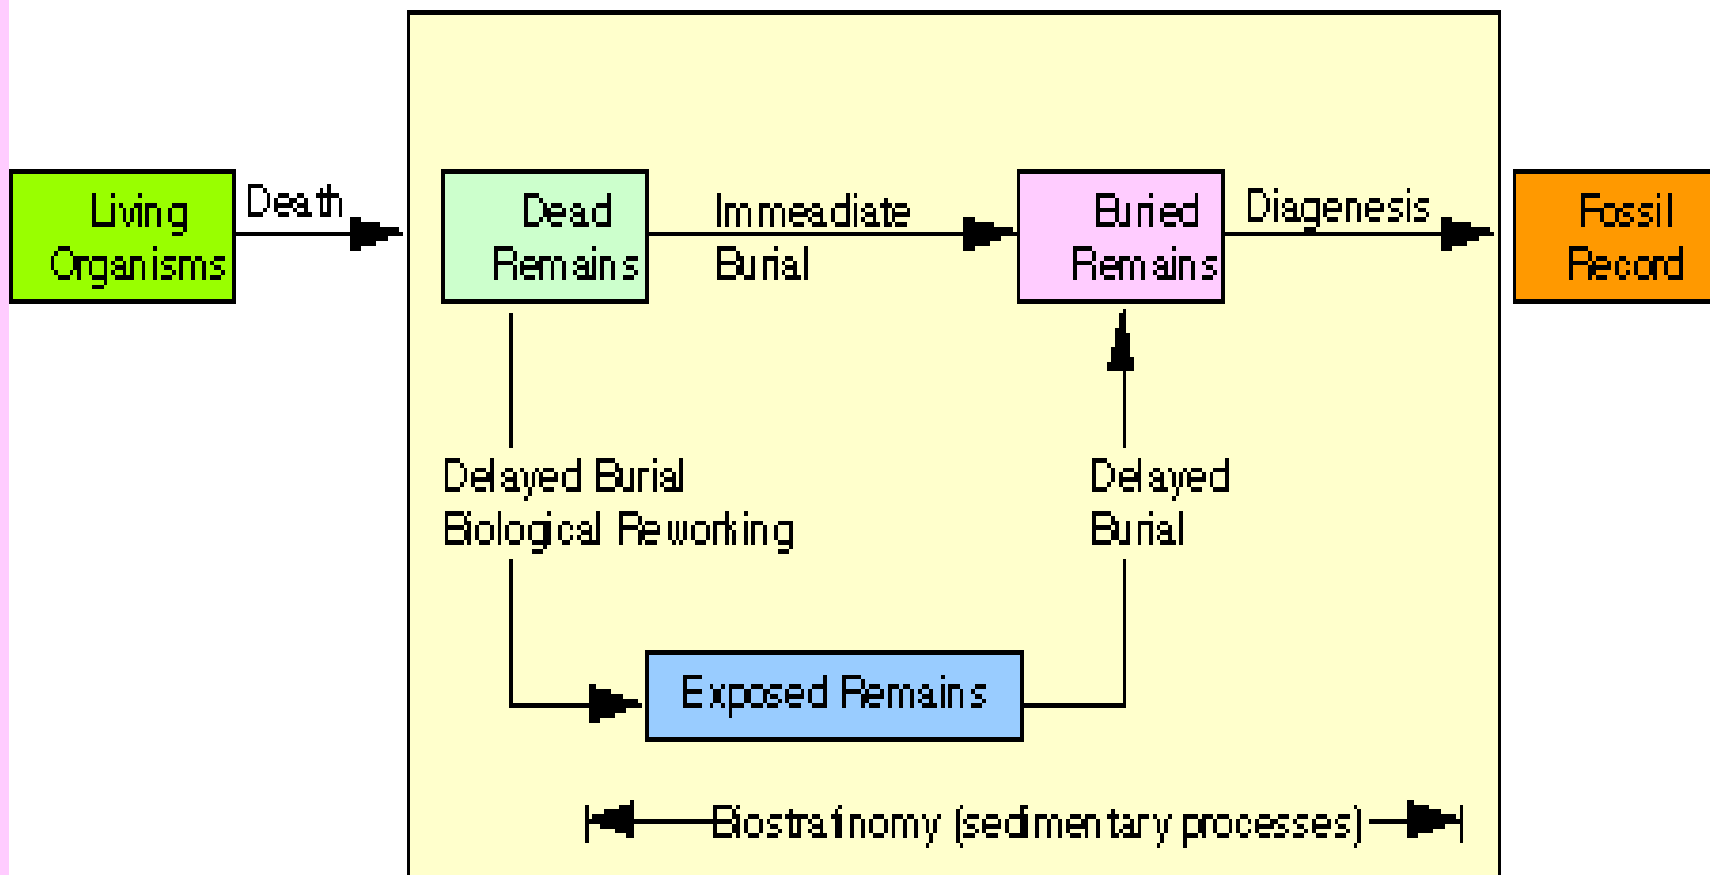 Living
Organisms
Death
Dead
Remains
Immeadiate
Burial
Buried
Remains
Diagenesis
Fossil
Record
Delayed Burial
Biological Reworking
Delayed
Burial
Exposed Remains
Biostratinomy (sedimentary processes)